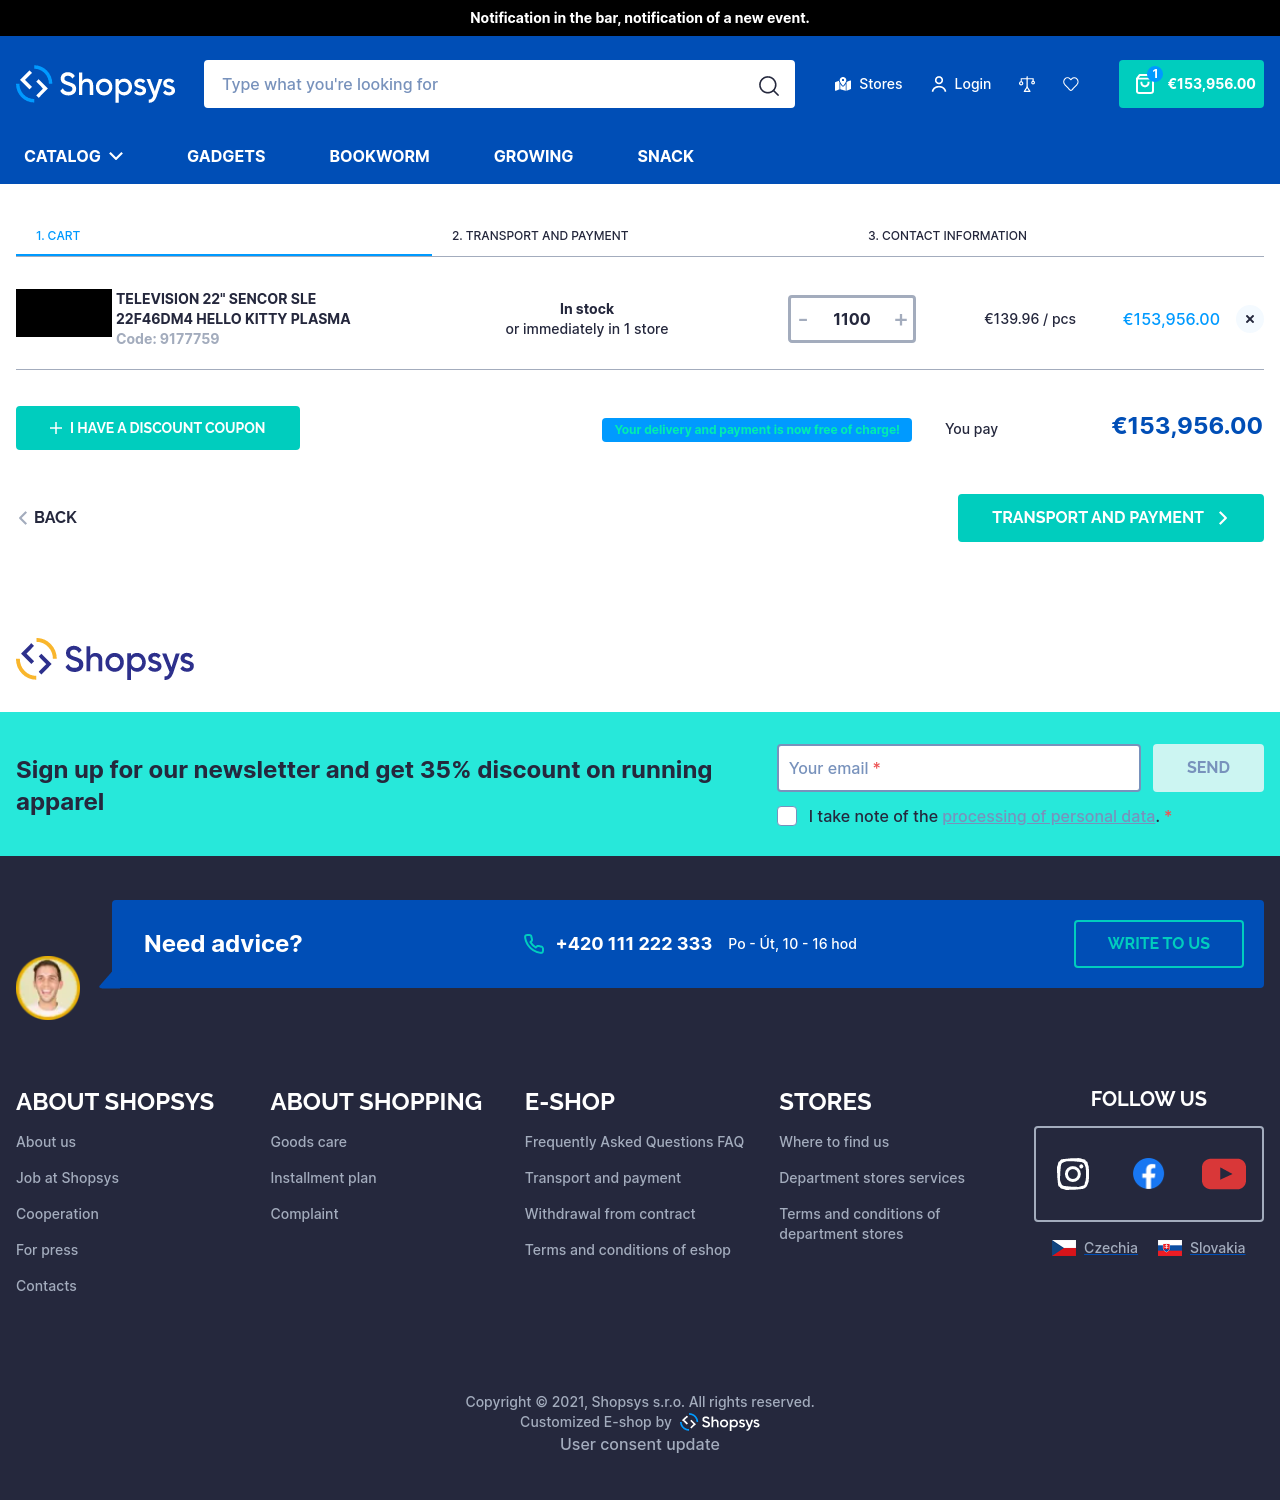 Notification in the bar, notification of a new event.
Shopsys
Type what you're looking for
Stores
Login
1
€153,956.00
CATALOG
GADGETS
BOOKWORM
GROWING
SNACK
1. CART
2. TRANSPORT AND PAYMENT
3. CONTACT INFORMATION
TELEVISION 22" SENCOR SLE
22F46DM4 HELLO KITTY PLASMA
Code: 9177759
In stock
or immediately in 1 store
- 1100 +
€139.96 / pcs
€153,956.00
I HAVE A DISCOUNT COUPON
Your delivery and payment is now free of charge!
You pay
€153,956.00
BACK
TRANSPORT AND PAYMENT
Shopsys
Sign up for our newsletter and get 35% discount on running
apparel
Your email *
SEND
I take note of the processing of personal data. *
Need advice?
+420 111 222 333
Po - Út, 10 - 16 hod
WRITE TO US
ABOUT SHOPSYS
About us
Job at Shopsys
Cooperation
For press
Contacts
ABOUT SHOPPING
Goods care
Installment plan
Complaint
E-SHOP
Frequently Asked Questions FAQ
Transport and payment
Withdrawal from contract
Terms and conditions of eshop
STORES
Where to find us
Department stores services
Terms and conditions of
department stores
FOLLOW US
Czechia
Slovakia
Copyright © 2021, Shopsys s.r.o. All rights reserved.
Customized E-shop by Shopsys
User consent update